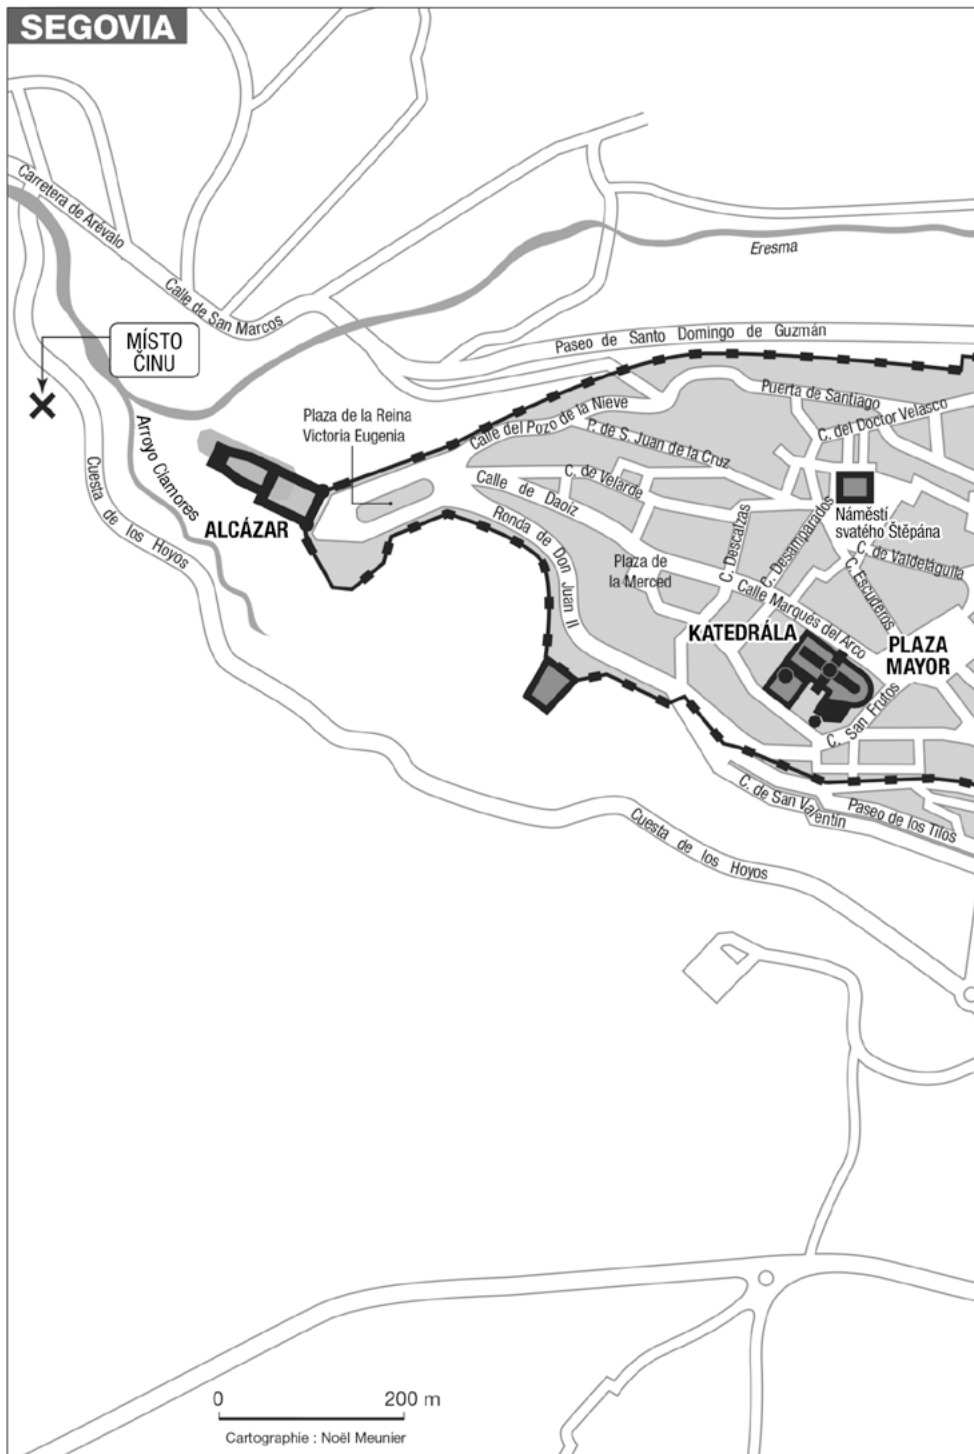 SEGOVIA
Carretera de Arévalo
Calle de San Marcos
Eresma
MÍSTO
ČINU
Paseo de Santo Domingo de Guzmán
Puerta de Santiago
C. del Doctor Velasco
Plaza de la Reina
Victoria Eugenia
Calle del Pozo de la Nieve
P. de S. Juan de la Cruz
Arroyo Clamores
Cuesta de los Hoyos
ALCÁZAR
C. de Velarde
Calle de Daoíz
Ronda de Don Juan II
C. Descalzas
C. Desamparados
Náměstí
svatého Štěpána
C. de Valdeláguila
C. Escuderos
Plaza de
la Merced
Calle Marqués del Arco
KATEDRÁLA
PLAZA
MAYOR
C. San Frutos
C. de San Valentín
Paseo de los Tilos
Cuesta de los Hoyos
0 200 m
Cartographie : Noël Meunier